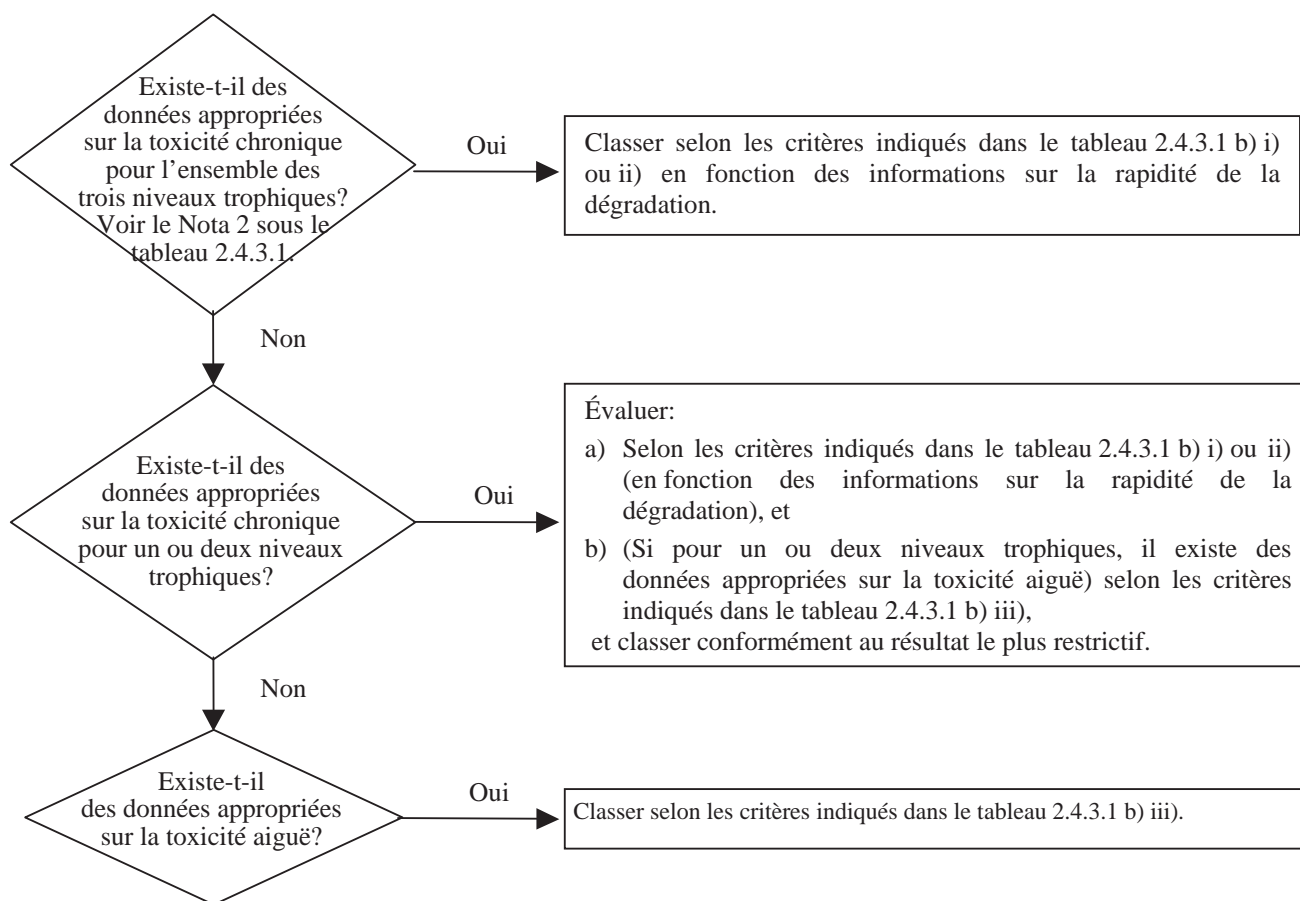 Existe-t-il des
données appropriées
sur la toxicité chronique
pour l'ensemble des
trois niveaux trophiques?
Voir le Nota 2 sous le
tableau 2.4.3.1.
Oui
Classer selon les critères indiqués dans le tableau 2.4.3.1 b) i)
ou ii) en fonction des informations sur la rapidité de la
dégradation.
Non
Existe-t-il des
données appropriées
sur la toxicité chronique
pour un ou deux niveaux
trophiques?
Oui
Évaluer:
a) Selon les critères indiqués dans le tableau 2.4.3.1 b) i) ou ii)
(en fonction des informations sur la rapidité de la
dégradation), et
b) (Si pour un ou deux niveaux trophiques, il existe des
données appropriées sur la toxicité aiguë) selon les critères
indiqués dans le tableau 2.4.3.1 b) iii),
et classer conformément au résultat le plus restrictif.
Non
Existe-t-il
des données appropriées
sur la toxicité aiguë?
Oui
Classer selon les critères indiqués dans le tableau 2.4.3.1 b) iii).